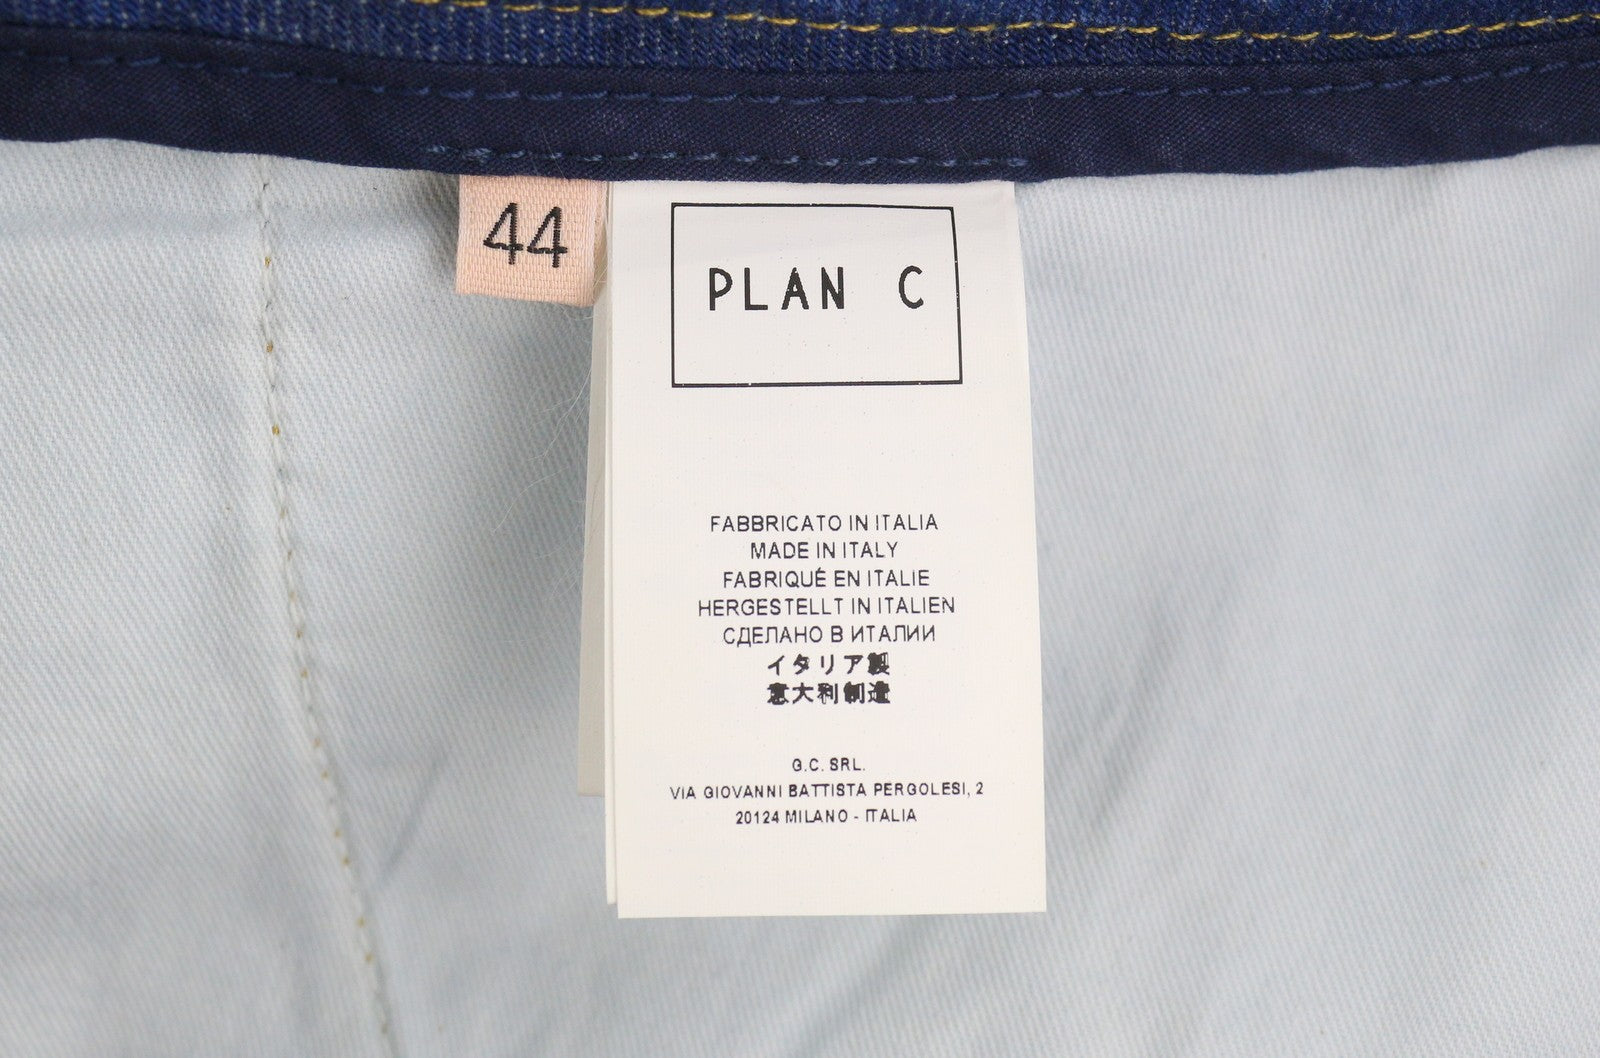 44
PLAN C
FABBRICATO IN ITALIA
MADE IN ITALY
FABRIQUÉ EN ITALIE
HERGESTELLT IN ITALIEN
СДЕЛАНО В ИТАЛИИ
イタリア製
意大利制造
G.C. SRL.
VIA GIOVANNI BATTISTA PERGOLESI, 2
20124 MILANO - ITALIA